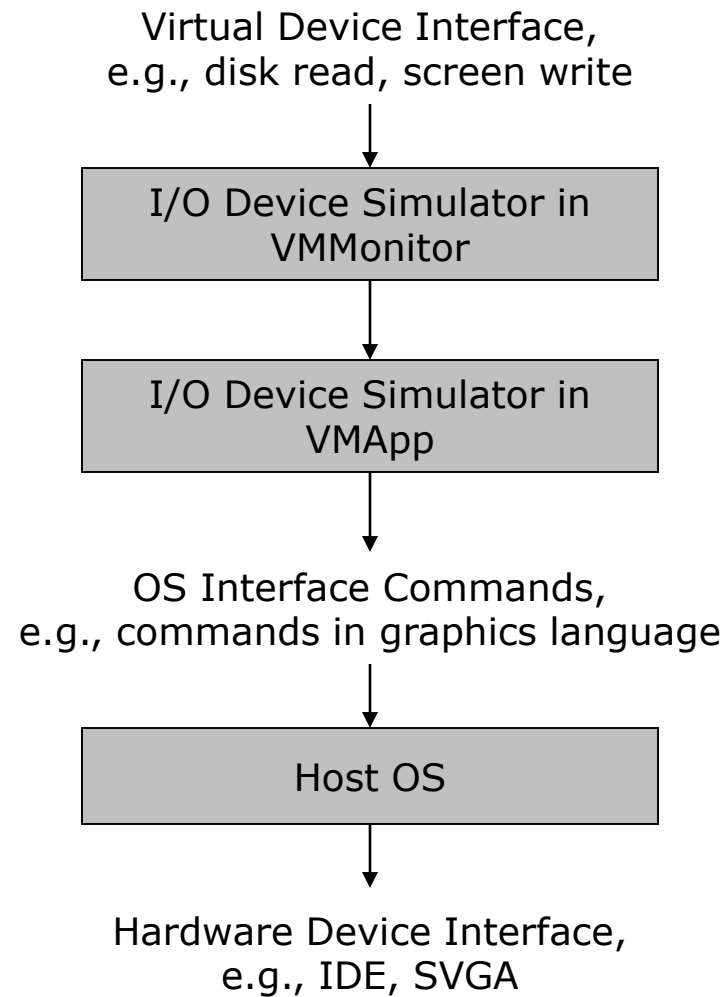 Virtual Device Interface,
e.g., disk read, screen write
I/O Device Simulator in
VMMonitor
I/O Device Simulator in
VMApp
OS Interface Commands,
e.g., commands in graphics language
Host OS
Hardware Device Interface,
e.g., IDE, SVGA